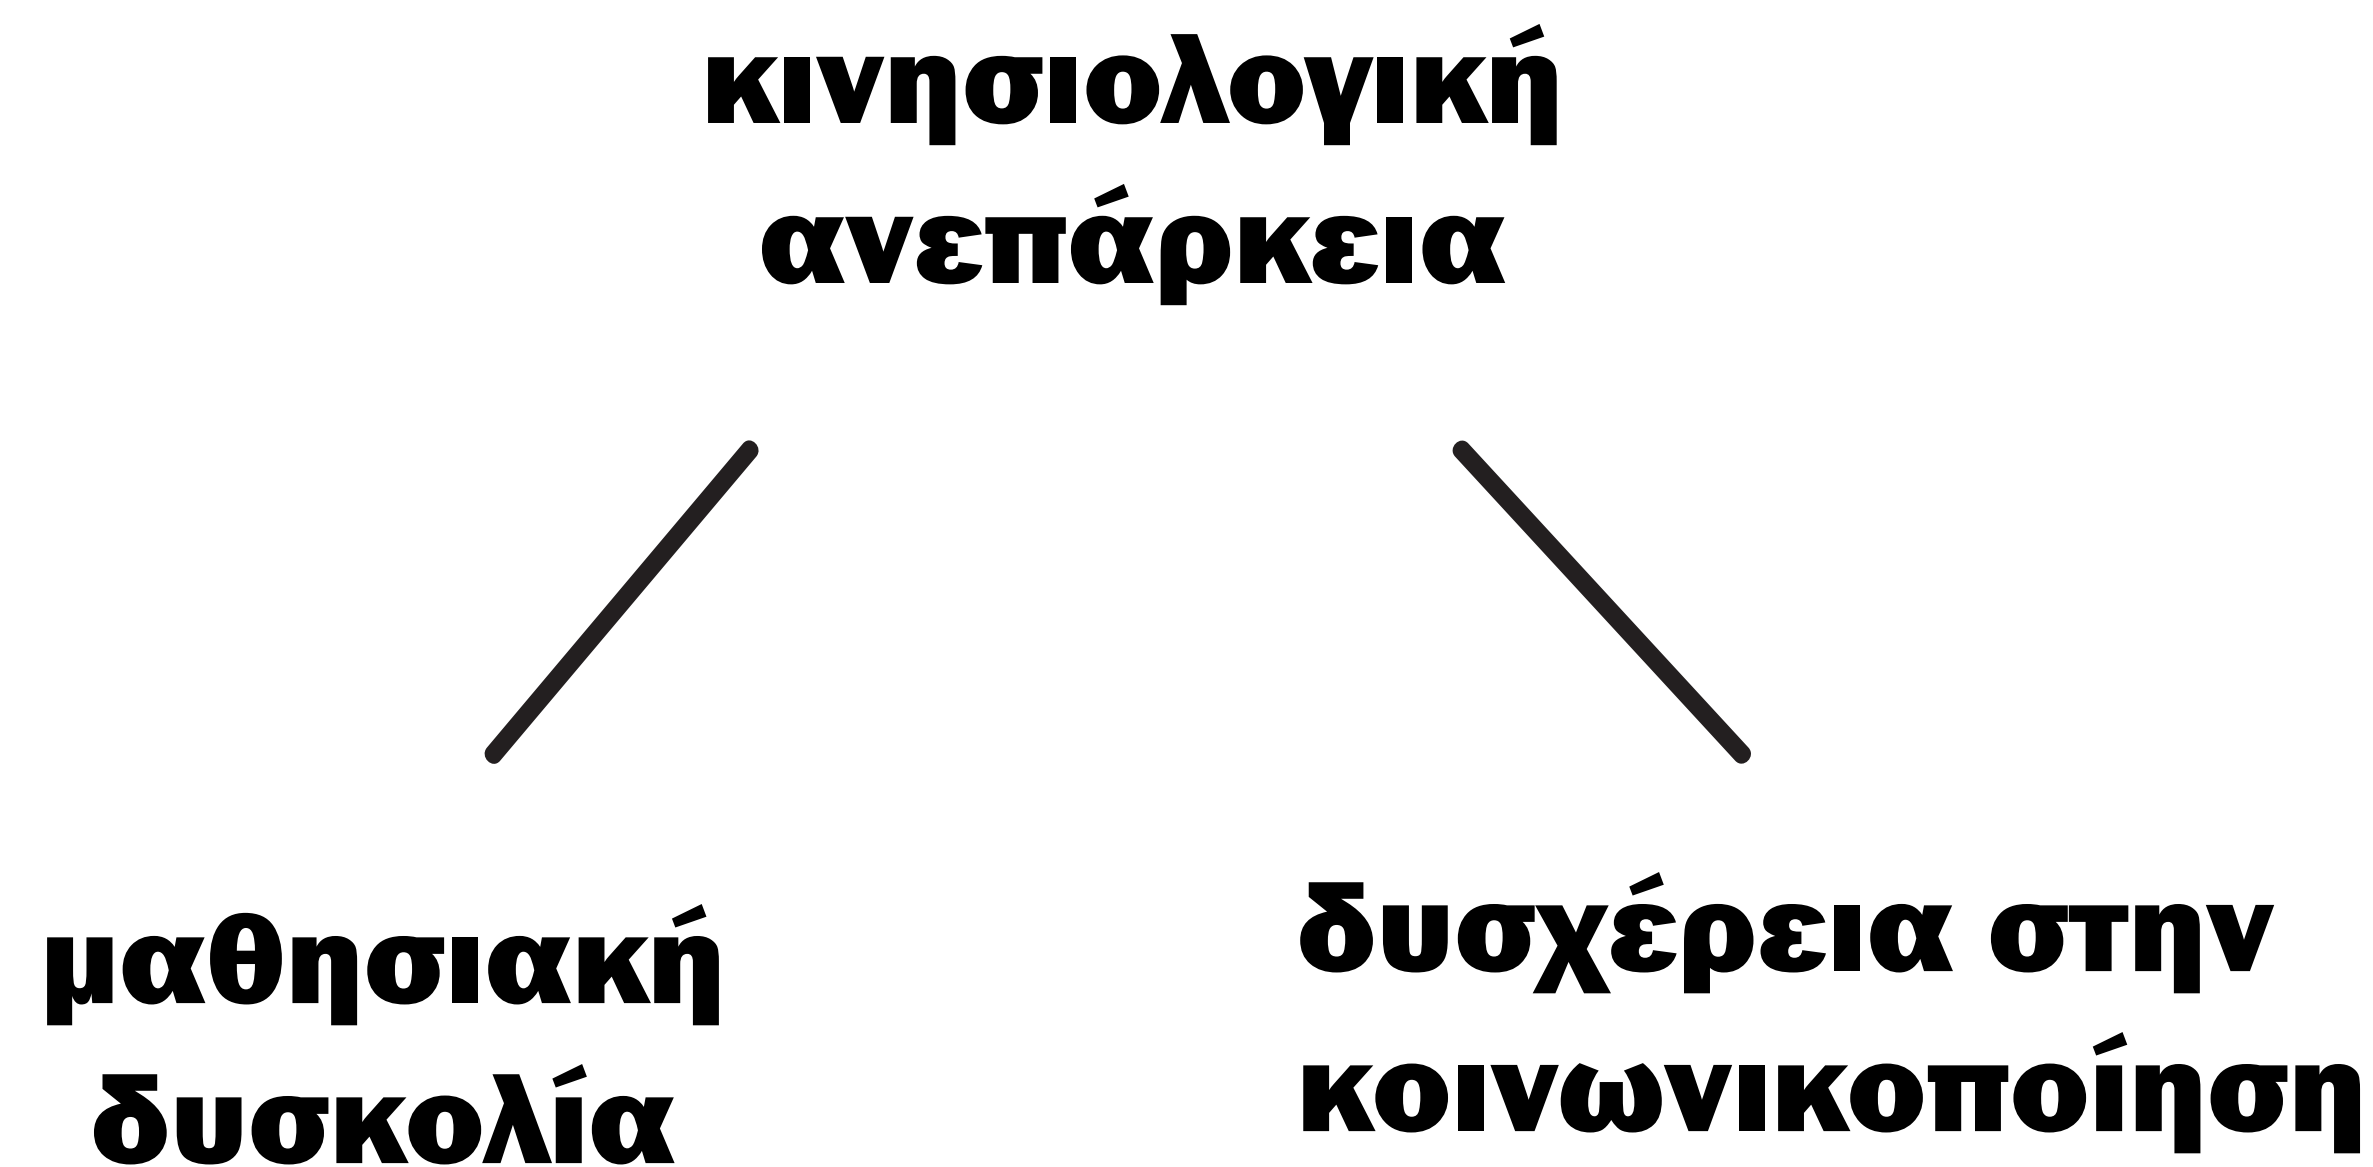 κινησιολογική
ανεπάρκεια
μαθησιακή
δυσκολία
δυσχέρεια στην
κοινωνικοποίηση